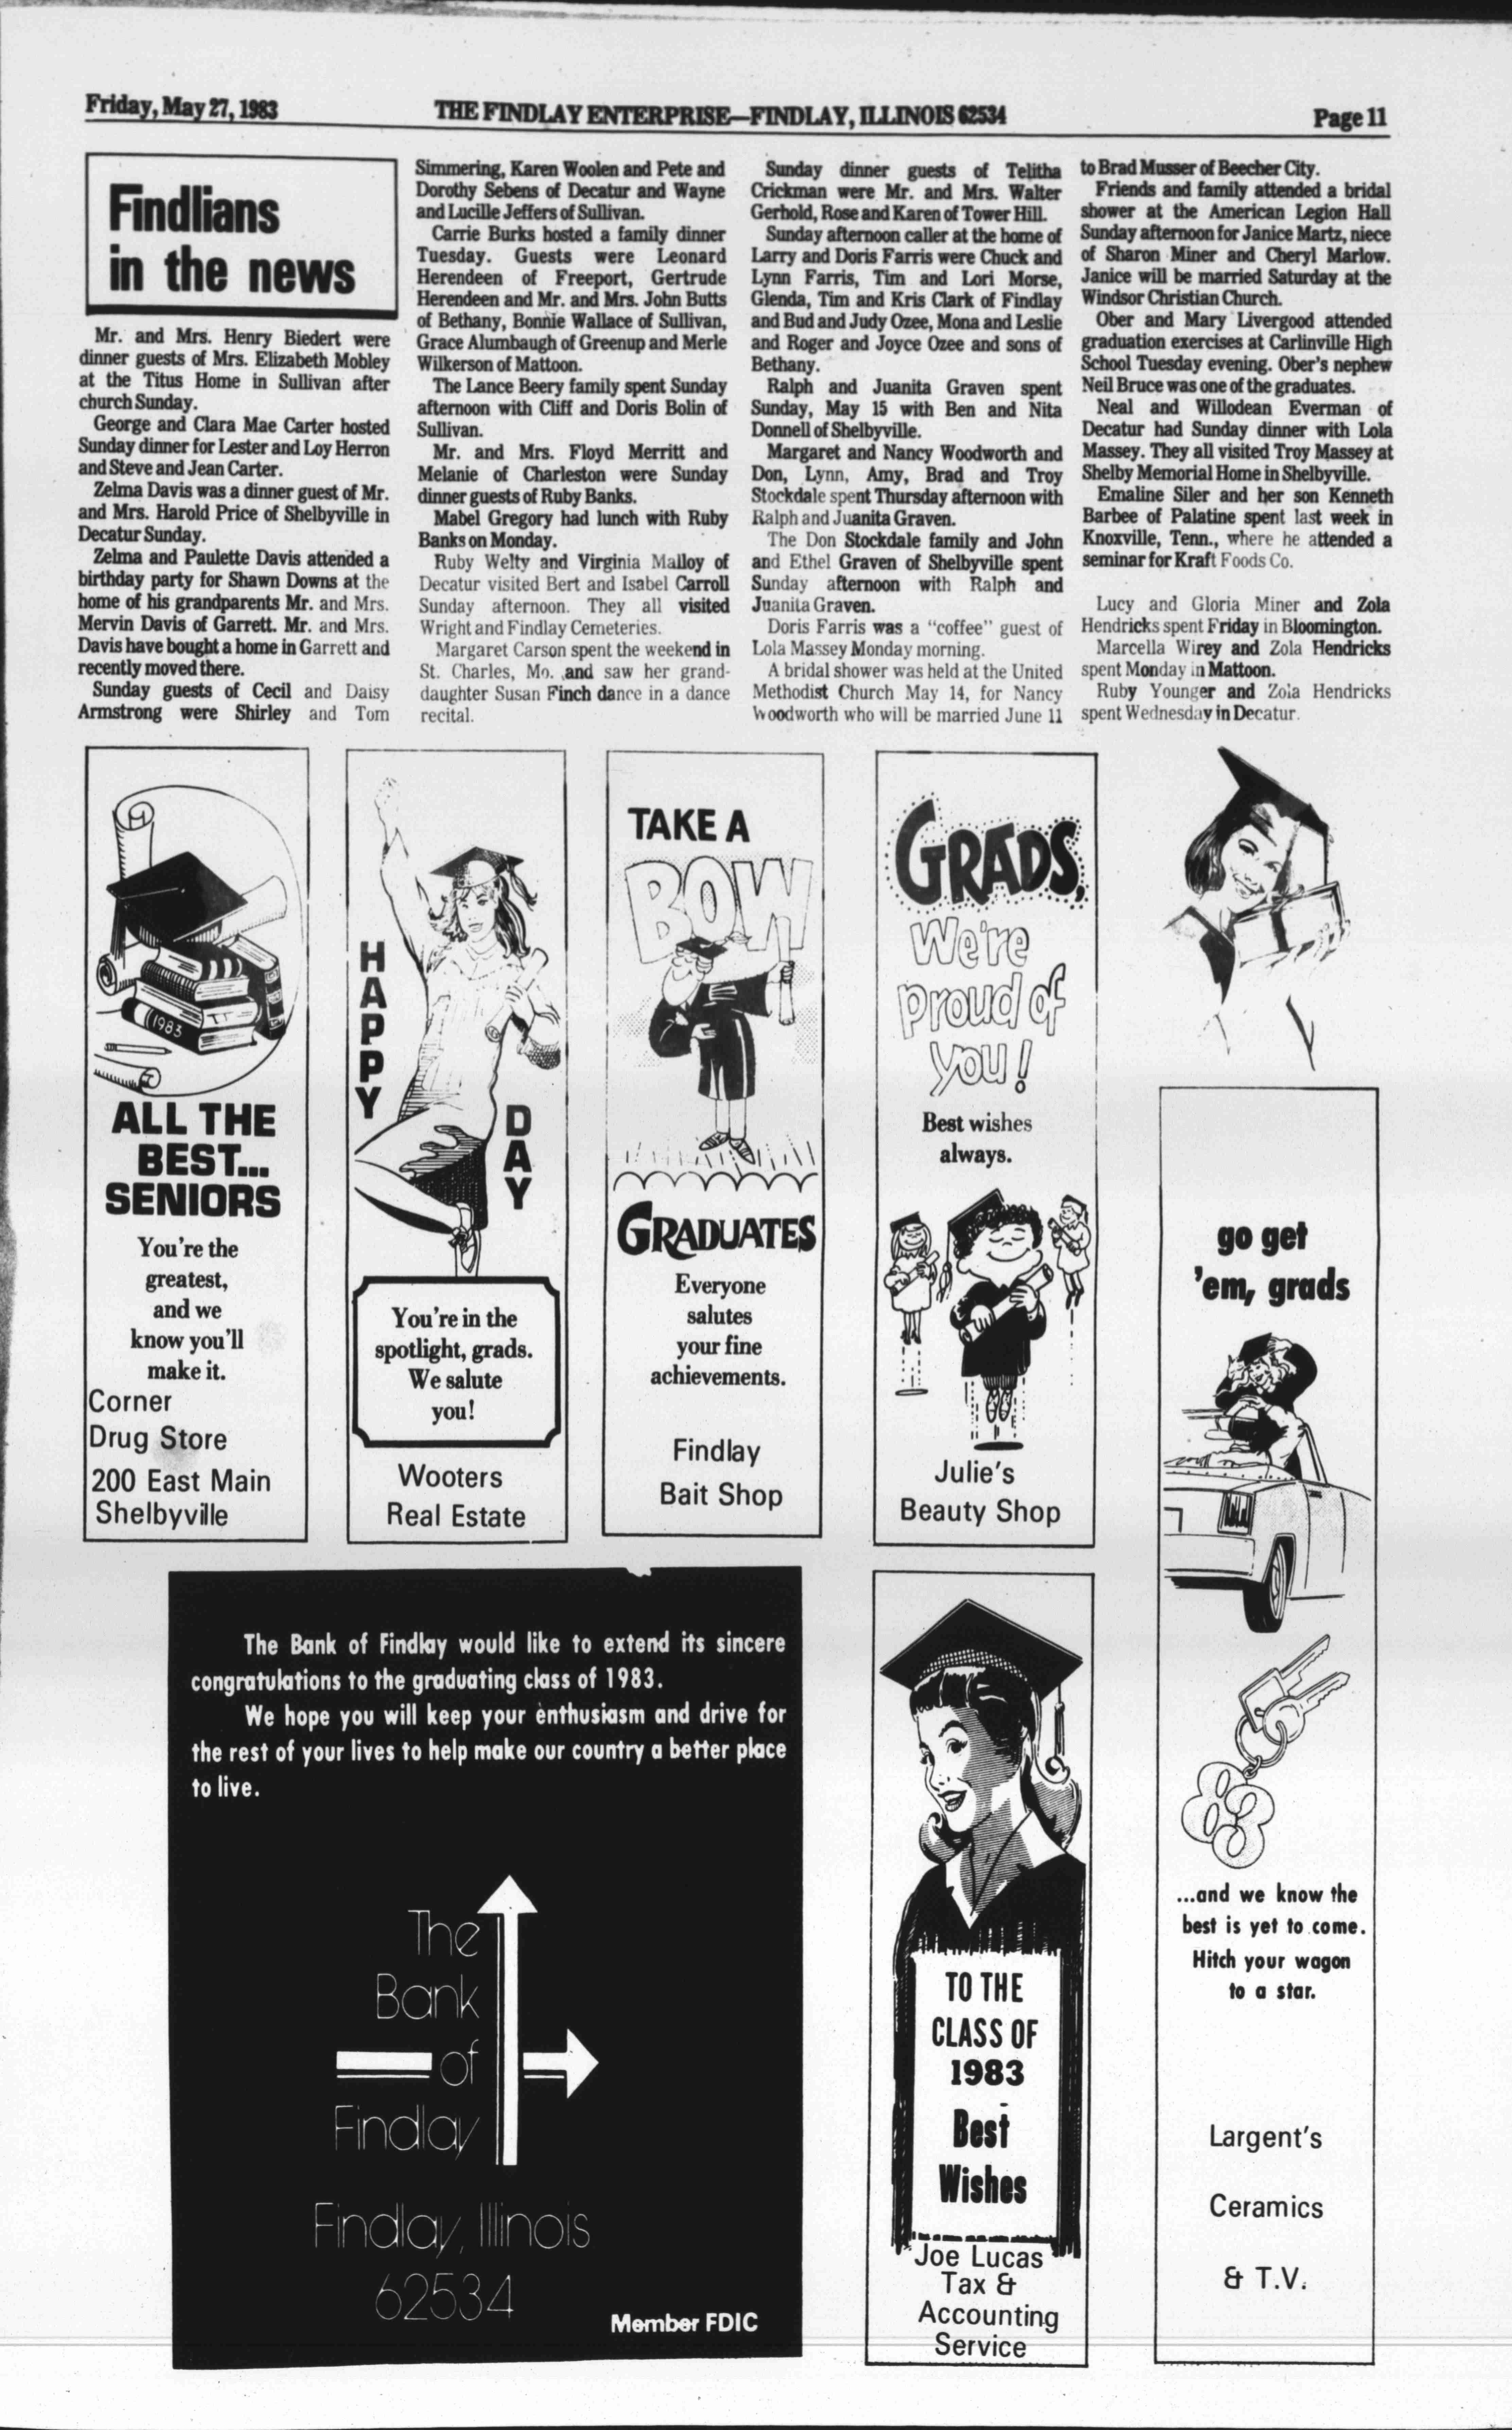 Friday, May 27, 1983
THE FINDLAY ENTERPRISE—FINDLAY, ILLINOIS 62534
Page 11
Findlians
in the news
Mr. and Mrs. Henry Biedert were
dinner guests of Mrs. Elizabeth Mobley
at the Titus Home in Sullivan after
church Sunday.
George and Clara Mae Carter hosted
Sunday dinner for Lester and Loy Herron
and Steve and Jean Carter.
Zelma Davis was a dinner guest of Mr.
and Mrs. Harold Price of Shelbyville in
Decatur Sunday.
Zelma and Paulette Davis attended a
birthday party for Shawn Downs at the
home of his grandparents Mr. and Mrs.
Mervin Davis of Garrett. Mr. and Mrs.
Davis have bought a home in Garrett and
recently moved there.
Sunday guests of Cecil and Daisy
Armstrong were Shirley and Tom
Simmering, Karen Woolen and Pete and
Dorothy Sebens of Decatur and Wayne
and Lucille Jeffers of Sullivan.
Carrie Burks hosted a family dinner
Tuesday. Guests were Leonard
Herendeen of Freeport, Gertrude
Herendeen and Mr. and Mrs. John Butts
of Bethany, Bonnie Wallace of Sullivan,
Grace Alumbaugh of Greenup and Merle
Wilkerson of Mattoon.
The Lance Beery family spent Sunday
afternoon with Cliff and Doris Bolin of
Sullivan.
Mr. and Mrs. Floyd Merritt and
Melanie of Charleston were Sunday
dinner guests of Ruby Banks.
Mabel Gregory had lunch with Ruby
Banks on Monday.
Ruby Welty and Virginia Malloy of
Decatur visited Bert and Isabel Carroll
Sunday afternoon. They all visited
Wright and Findlay Cemeteries.
Margaret Carson spent the weekend in
St. Charles, Mo. and saw her grand-
daughter Susan Finch dance in a dance
recital.
Sunday dinner guests of Telitha
Crickman were Mr. and Mrs. Walter
Gerhold, Rose and Karen of Tower Hill.
Sunday afternoon caller at the home of
Larry and Doris Farris were Chuck and
Lynn Farris, Tim and Lori Morse,
Glenda, Tim and Kris Clark of Findlay
and Bud and Judy Ozee, Mona and Leslie
and Roger and Joyce Ozee and sons of
Bethany.
Ralph and Juanita Graven spent
Sunday, May 15 with Ben and Nita
Donnell of Shelbyville.
Margaret and Nancy Woodworth and
Don, Lynn, Amy, Brad and Troy
Stockdale spent Thursday afternoon with
Ralph and Juanita Graven.
The Don Stockdale family and John
and Ethel Graven of Shelbyville spent
Sunday afternoon with Ralph and
Juanita Graven.
Doris Farris was a "coffee" guest of
Lola Massey Monday morning.
A bridal shower was held at the United
Methodist Church May 14, for Nancy
Woodworth who will be married June 11
to Brad Musser of Beecher City.
Friends and family attended a bridal
shower at the American Legion Hall
Sunday afternoon for Janice Martz, niece
of Sharon Miner and Cheryl Marlow.
Janice will be married Saturday at the
Windsor Christian Church.
Ober and Mary Livergood attended
graduation exercises at Carlinville High
School Tuesday evening. Ober's nephew
Neil Bruce was one of the graduates.
Neal and Willodean Everman of
Decatur had Sunday dinner with Lola
Massey. They all visited Troy Massey at
Shelby Memorial Home in Shelbyville.
Emaline Siler and her son Kenneth
Barbee of Palatine spent last week in
Knoxville, Tenn., where he attended a
seminar for Kraft Foods Co.
Lucy and Gloria Miner and Zola
Hendricks spent Friday in Bloomington.
Marcella Wirey and Zola Hendricks
spent Monday in Mattoon.
Ruby Younger and Zola Hendricks
spent Wednesday in Decatur.
1983
ALL THE
BEST...
SENIORS
You're the
greatest,
and we
know you'll
make it.
Corner
Drug Store
200 East Main
Shelbyville
HAPPY
DAY
You're in the
spotlight, grads.
We salute
you!
Wooters
Real Estate
TAKE A
BOW!
GRADUATES
Everyone
salutes
your fine
achievements.
Findlay
Bait Shop
GRADS,
We're
proud of
you!
Best wishes
always.
Julie's
Beauty Shop
go get
'em, grads
83
...and we know the
best is yet to come.
Hitch your wagon
to a star.
Largent's
Ceramics
& T.V.
The Bank of Findlay would like to extend its sincere
congratulations to the graduating class of 1983.
We hope you will keep your enthusiasm and drive for
the rest of your lives to help make our country a better place
to live.
The
Bank
of
Findlay
Findlay, Illinois
62534
Member FDIC
TO THE
CLASS OF
1983
Best
Wishes
Joe Lucas
Tax &
Accounting
Service